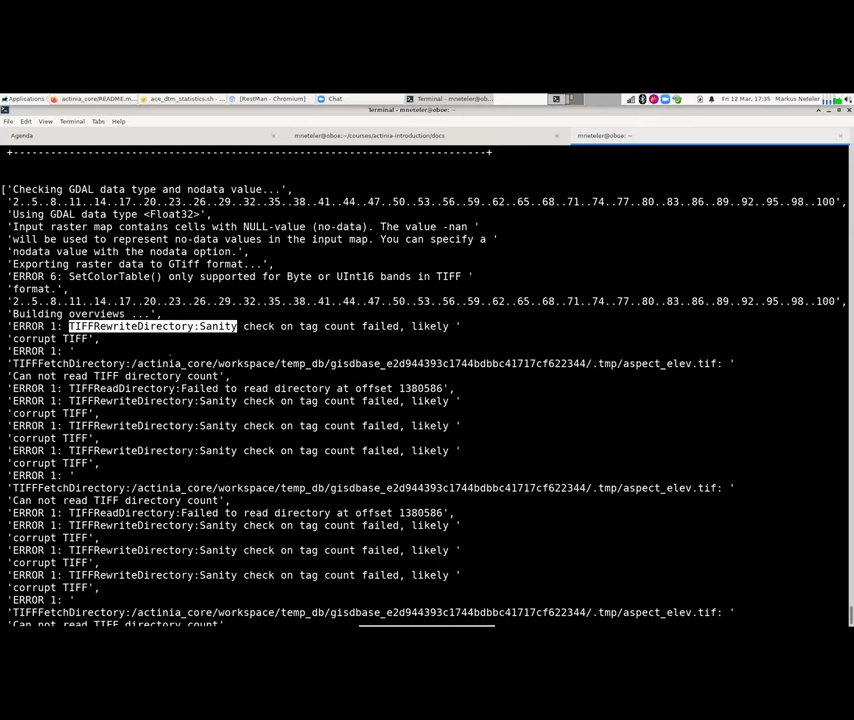 Applications
actinia_core/README.m...
ace_dtm_statistics.sh - ...
[RestMan - Chromium]
Chat
Terminal - mneteler@ob...
Fri 12 Mar, 17:35
Markus Neteler
Terminal - mneteler@oboe: ~
File Edit View Terminal Tabs Help
Agenda
mneteler@oboe:~/courses/actinia-introduction/docs
mneteler@oboe: ~
['Checking GDAL data type and nodata value...',
'2..5..8..11..14..17..20..23..26..29..32..35..38..41..44..47..50..53..56..59..62..65..68..71..74..77..80..83..86..89..92..95..98..100',
'Using GDAL data type <Float32>',
'Input raster map contains cells with NULL-value (no-data). The value -nan '
'will be used to represent no-data values in the input map. You can specify a '
'nodata value with the nodata option.',
'Exporting raster data to GTiff format...',
'ERROR 6: SetColorTable() only supported for Byte or UInt16 bands in TIFF '
'format.',
'2..5..8..11..14..17..20..23..26..29..32..35..38..41..44..47..50..53..56..59..62..65..68..71..74..77..80..83..86..89..92..95..98..100',
'Building overviews ...',
'ERROR 1: TIFFRewriteDirectory:Sanity check on tag count failed, likely '
'corrupt TIFF',
'ERROR 1: '
'TIFFFetchDirectory:/actinia_core/workspace/temp_db/gisdbase_e2d944393c1744bdbbc41717cf622344/.tmp/aspect_elev.tif: '
'Can not read TIFF directory count',
'ERROR 1: TIFFReadDirectory:Failed to read directory at offset 1380586',
'ERROR 1: TIFFRewriteDirectory:Sanity check on tag count failed, likely '
'corrupt TIFF',
'ERROR 1: TIFFRewriteDirectory:Sanity check on tag count failed, likely '
'corrupt TIFF',
'ERROR 1: TIFFRewriteDirectory:Sanity check on tag count failed, likely '
'corrupt TIFF',
'ERROR 1: '
'TIFFFetchDirectory:/actinia_core/workspace/temp_db/gisdbase_e2d944393c1744bdbbc41717cf622344/.tmp/aspect_elev.tif: '
'Can not read TIFF directory count',
'ERROR 1: TIFFReadDirectory:Failed to read directory at offset 1380586',
'ERROR 1: TIFFRewriteDirectory:Sanity check on tag count failed, likely '
'corrupt TIFF',
'ERROR 1: TIFFRewriteDirectory:Sanity check on tag count failed, likely '
'corrupt TIFF',
'ERROR 1: TIFFRewriteDirectory:Sanity check on tag count failed, likely '
'corrupt TIFF',
'ERROR 1: '
'TIFFFetchDirectory:/actinia_core/workspace/temp_db/gisdbase_e2d944393c1744bdbbc41717cf622344/.tmp/aspect_elev.tif: '
'Can not read TIFF directory count'